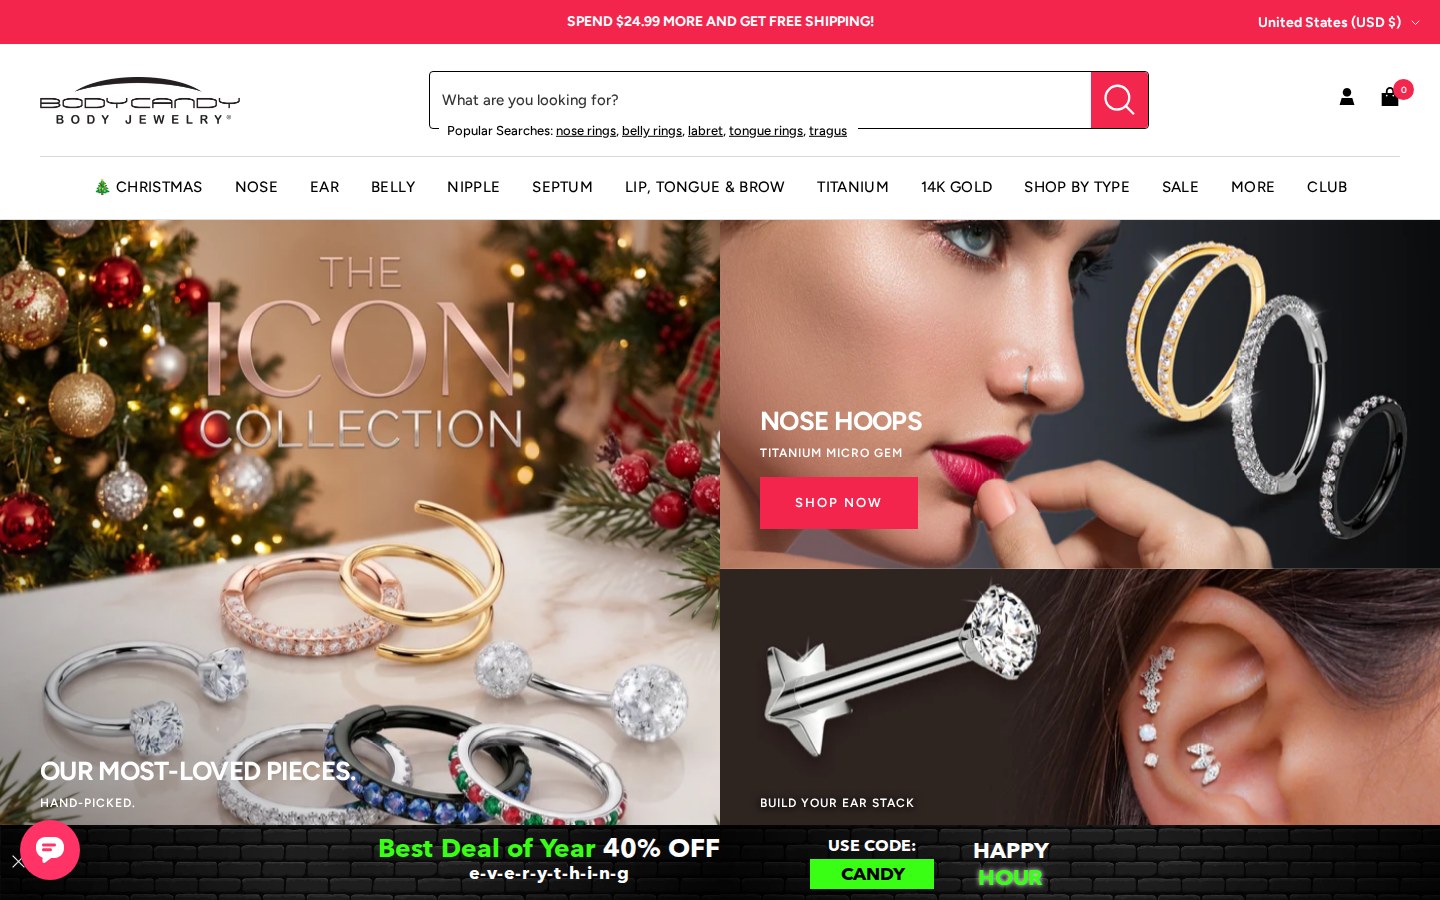 SPEND $24.99 MORE AND GET FREE SHIPPING!
United States (USD $)
BODYCANDY
BODY JEWELRY®
What are you looking for?
Popular Searches: nose rings, belly rings, labret, tongue rings, tragus
0
🎄 CHRISTMAS NOSE EAR BELLY NIPPLE SEPTUM LIP, TONGUE & BROW TITANIUM 14K GOLD SHOP BY TYPE SALE MORE CLUB
THE
ICON
COLLECTION
OUR MOST-LOVED PIECES.
HAND-PICKED.
NOSE HOOPS
TITANIUM MICRO GEM
SHOP NOW
BUILD YOUR EAR STACK
Best Deal of Year 40% OFF
e-v-e-r-y-t-h-i-n-g
USE CODE:
CANDY
HAPPY
HOUR